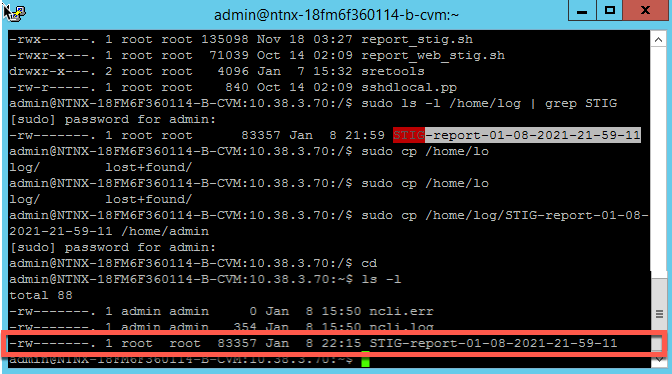 admin@ntnx-18fm6f360114-b-cvm:~
-rwx------. 1 root root 135098 Nov 18 03:27 report_stig.sh
-rwxr-x---. 1 root root  71039 Oct 14 02:09 report_web_stig.sh
drwxr-x---. 2 root root   4096 Jan  7 15:32 sretools
-rw-r-----. 1 root root    840 Oct 14 02:09 sshdlocal.pp
admin@NTNX-18FM6F360114-B-CVM:10.38.3.70:/$ sudo ls -l /home/log | grep STIG
[sudo] password for admin:
-rw-------. 1 root root     83357 Jan  8 21:59 STIG-report-01-08-2021-21-59-11
admin@NTNX-18FM6F360114-B-CVM:10.38.3.70:/$ sudo cp /home/lo
log/        lost+found/
admin@NTNX-18FM6F360114-B-CVM:10.38.3.70:/$ sudo cp /home/lo
log/        lost+found/
admin@NTNX-18FM6F360114-B-CVM:10.38.3.70:/$ sudo cp /home/log/STIG-report-01-08-
2021-21-59-11 /home/admin
[sudo] password for admin:
admin@NTNX-18FM6F360114-B-CVM:10.38.3.70:/$ cd
admin@NTNX-18FM6F360114-B-CVM:10.38.3.70:~$ ls -l
total 88
-rw-------. 1 admin admin     0 Jan  8 15:50 ncli.err
-rw-------. 1 admin admin   354 Jan  8 15:50 ncli.log
-rw-------. 1 root  root  83357 Jan  8 22:15 STIG-report-01-08-2021-21-59-11
admin@NTNX-18FM6F360114-B-CVM:10.38.3.70:~$